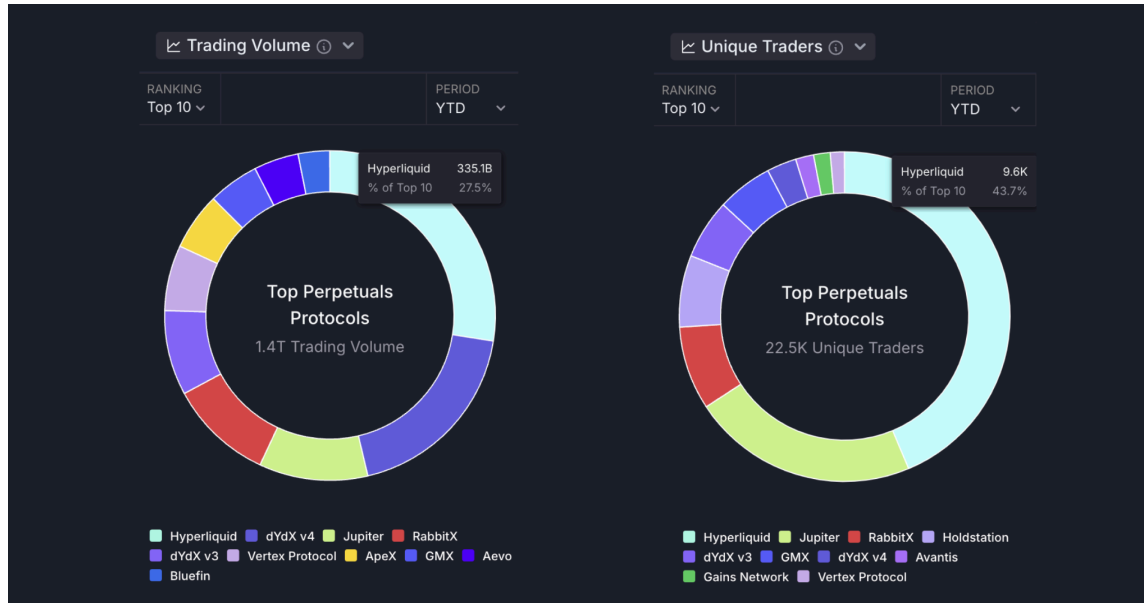 Trading Volume
RANKING
Top 10
PERIOD
YTD
Hyperliquid 335.1B
% of Top 10 27.5%
Top Perpetuals
Protocols
1.4T Trading Volume
Hyperliquid dYdX v4 Jupiter RabbitX
dYdX v3 Vertex Protocol ApeX GMX Aevo
Bluefin
Unique Traders
RANKING
Top 10
PERIOD
YTD
Hyperliquid 9.6K
% of Top 10 43.7%
Top Perpetuals
Protocols
22.5K Unique Traders
Hyperliquid Jupiter RabbitX Holdstation
dYdX v3 GMX dYdX v4 Avantis
Gains Network Vertex Protocol